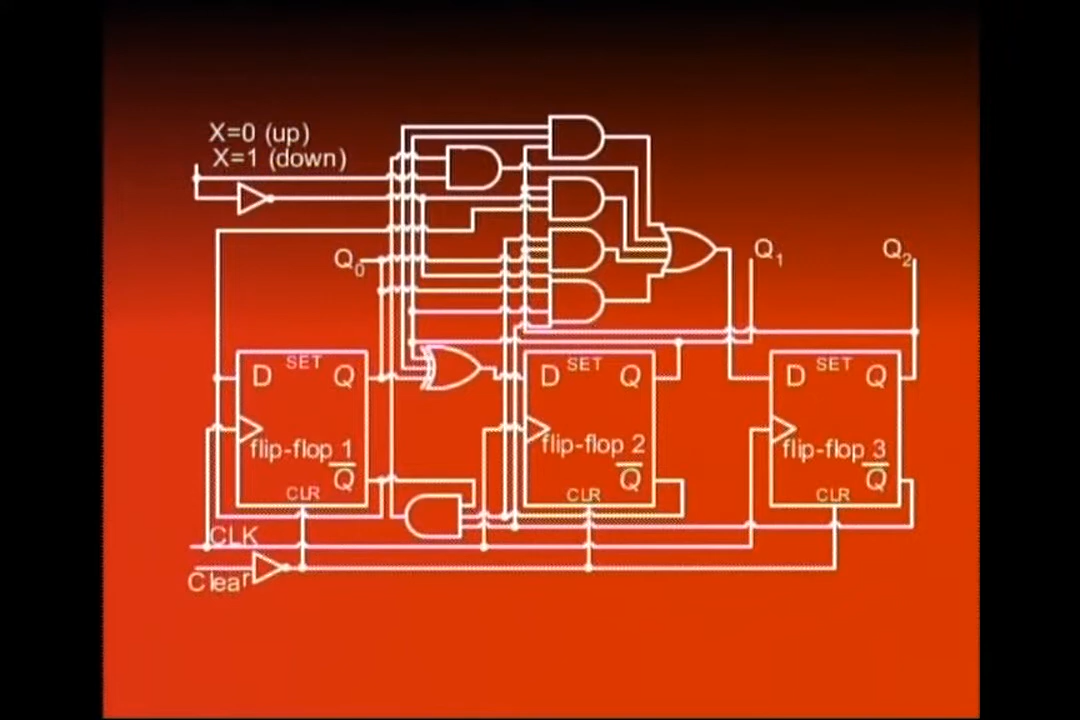 X=0 (up)
X=1 (down)
Q0
Q1
Q2
SET
D
Q
flip-flop 1
Q̅
CLR
SET
D
Q
flip-flop 2
Q̅
CLR
SET
D
Q
flip-flop 3
Q̅
CLR
CLK
Clear